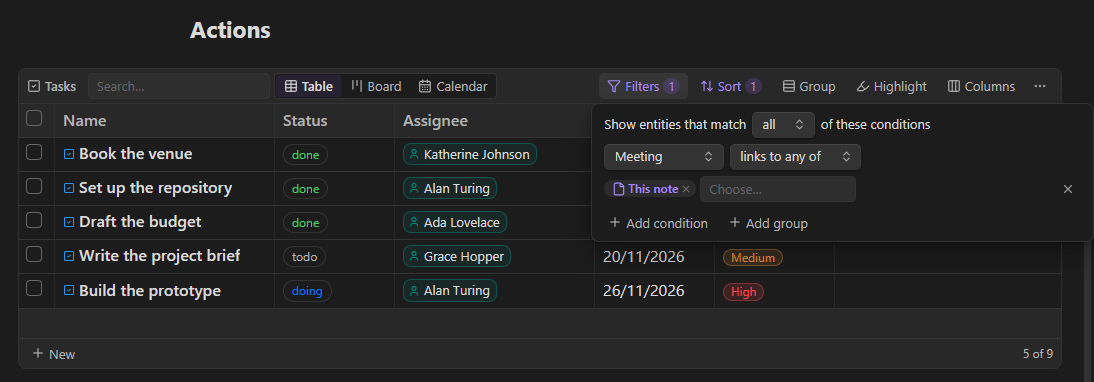 Actions
Tasks Search... Table Board Calendar Filters 1 Sort 1 Group Highlight Columns ...
Name Status Assignee
Show entities that match all of these conditions
Book the venue done Katherine Johnson
Meeting links to any of
Set up the repository done Alan Turing
This note × Choose... ×
Draft the budget done Ada Lovelace
+ Add condition + Add group
Write the project brief todo Grace Hopper 20/11/2026 Medium
Build the prototype doing Alan Turing 26/11/2026 High
+ New 5 of 9